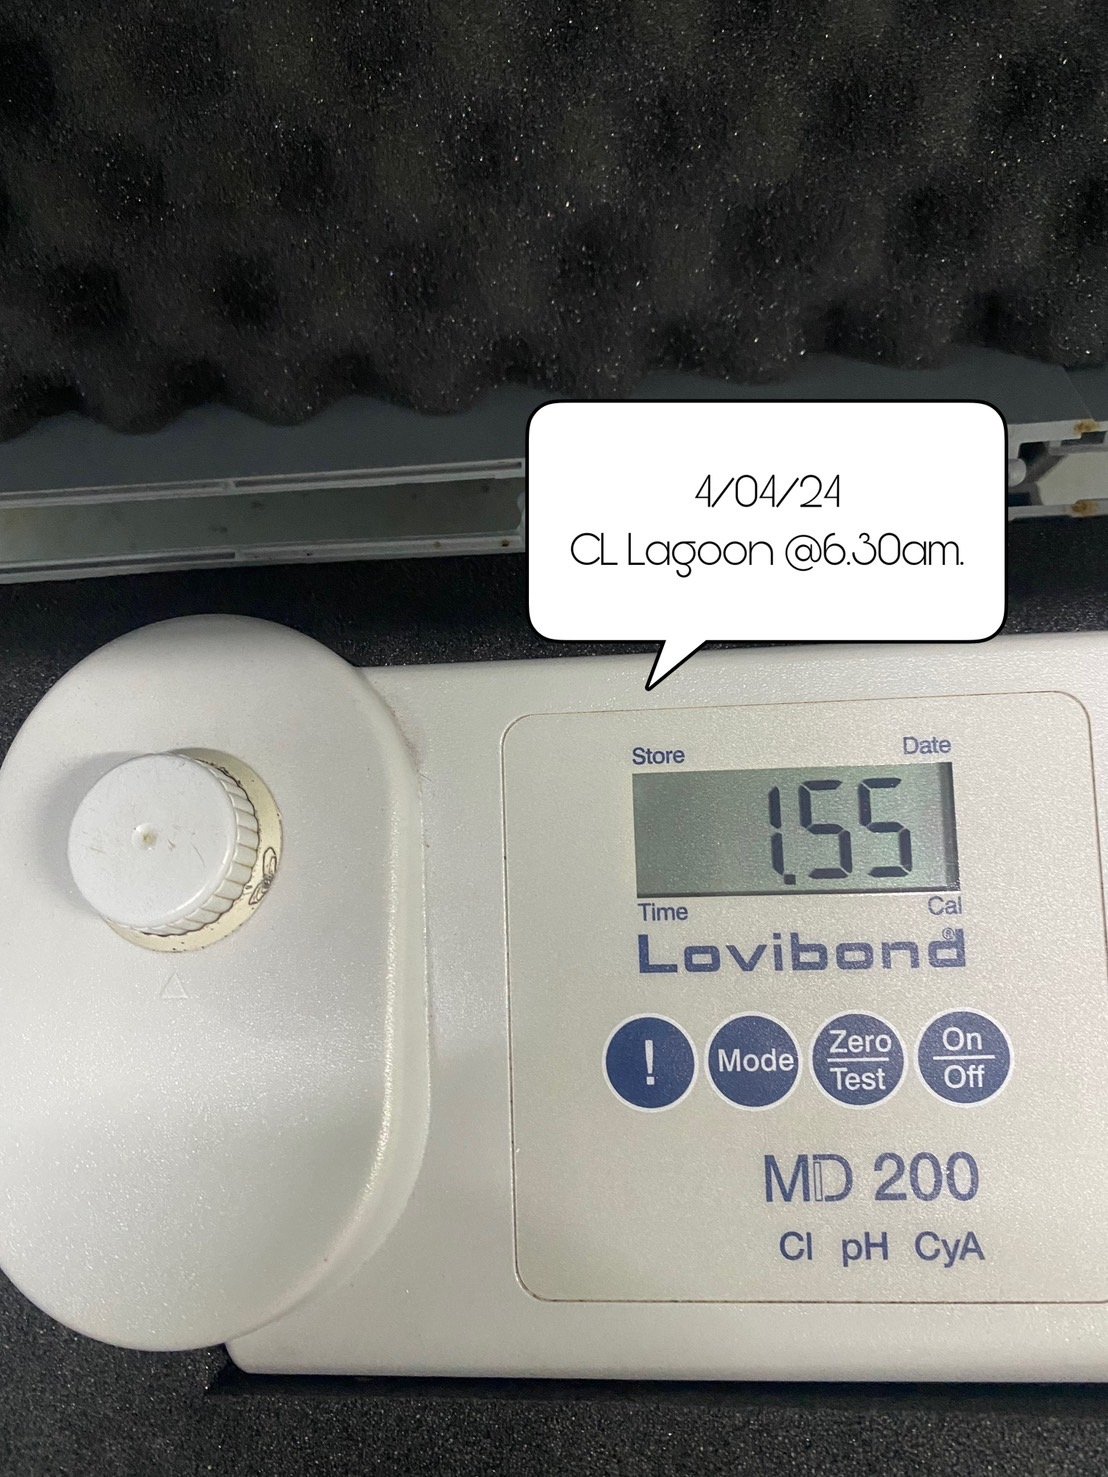 4/04/24
CL Lagoon @6.30am.
Store Date
1.55
Time Cal
Lovibond®
! Mode Zero On
Test Off
MD 200
Cl pH CyA